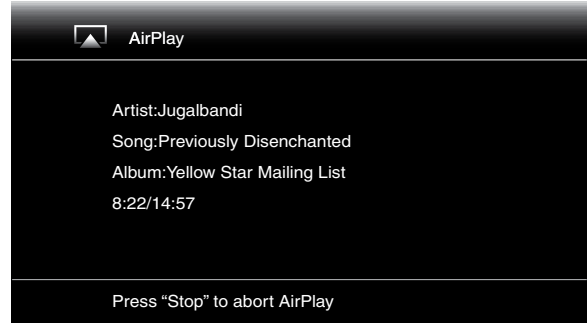 AirPlay
Artist:Jugalbandi
Song:Previously Disenchanted
Album:Yellow Star Mailing List
8:22/14:57
Press “Stop” to abort AirPlay